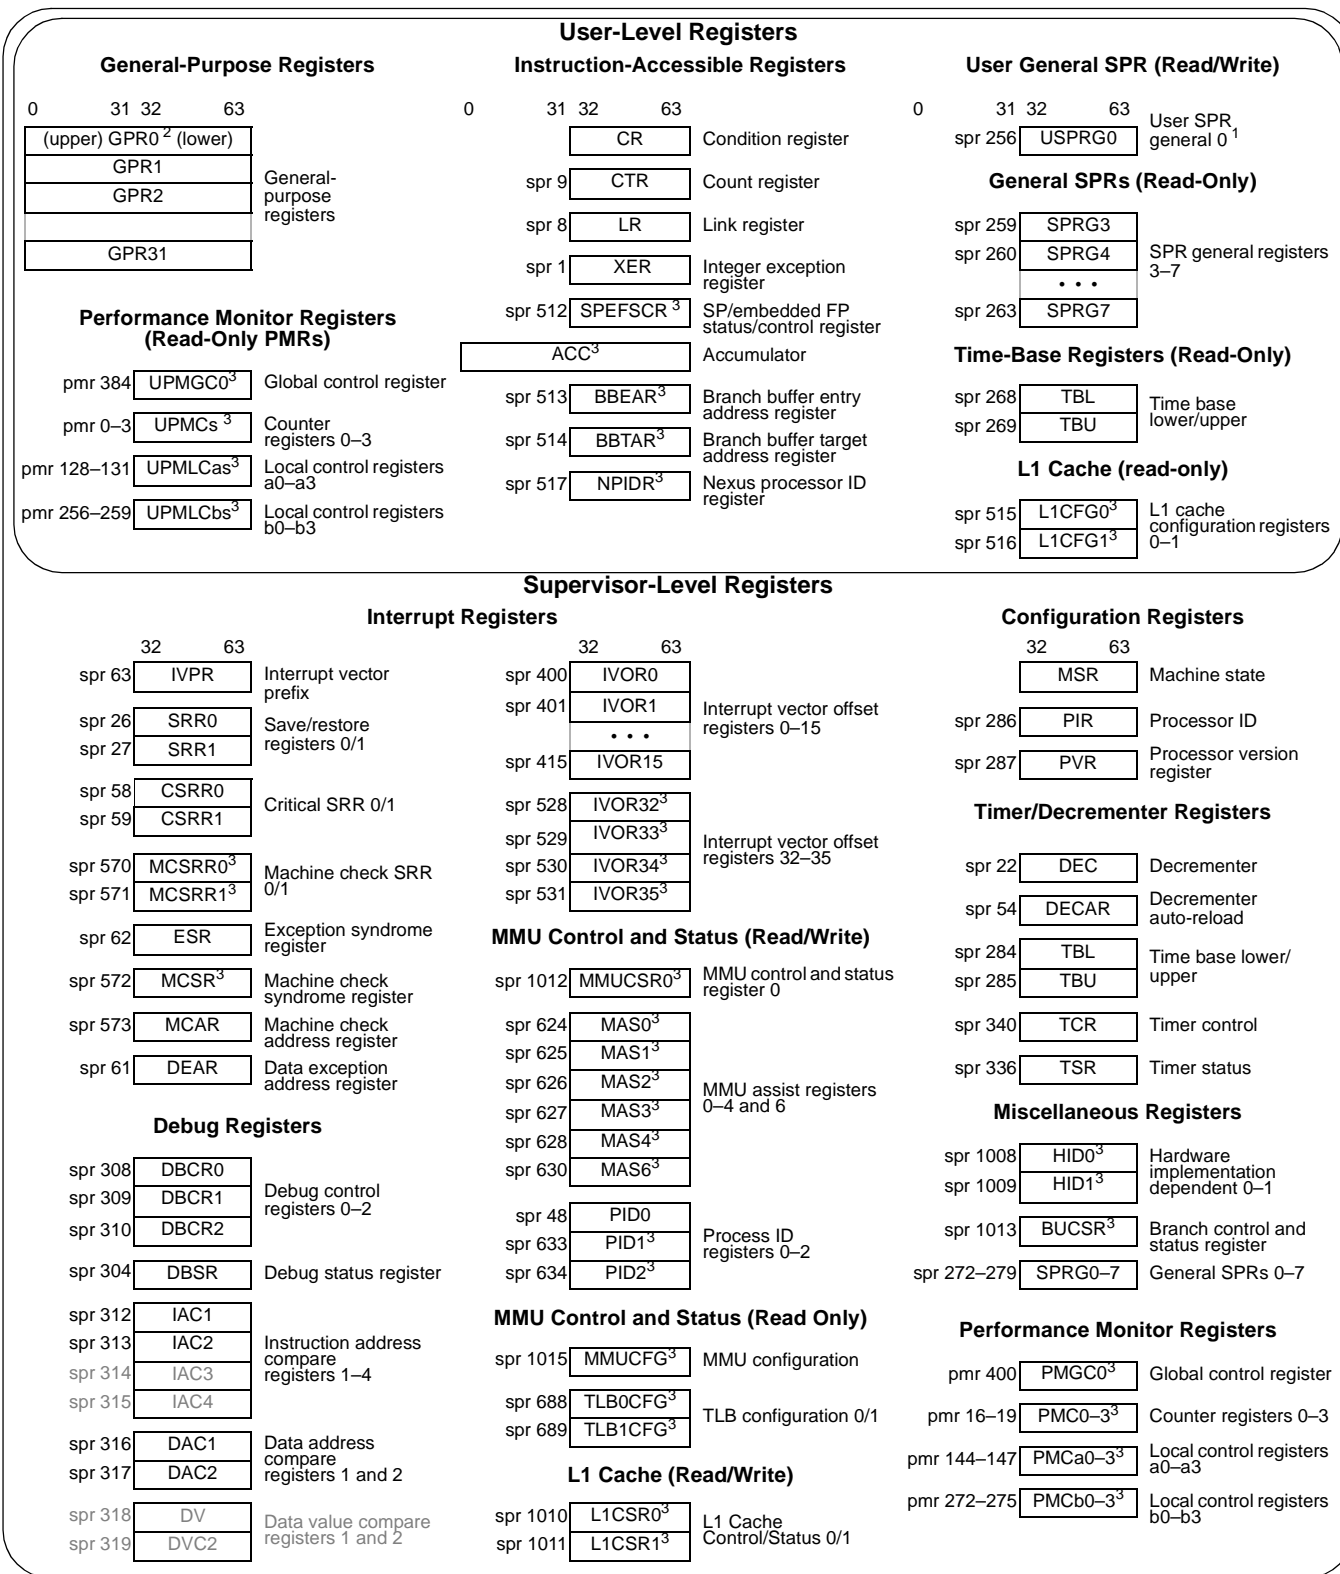 User-Level Registers
General-Purpose Registers
0 31 32 63
(upper) GPR0 2 (lower)
GPR1
GPR2
GPR31
General-
purpose
registers
Performance Monitor Registers
(Read-Only PMRs)
pmr 384 UPMGC03 Global control register
pmr 0–3 UPMCs 3 Counter
registers 0–3
pmr 128–131 UPMLCas3 Local control registers
a0–a3
pmr 256–259 UPMLCbs3 Local control registers
b0–b3
Instruction-Accessible Registers
0 31 32 63
CR Condition register
spr 9 CTR Count register
spr 8 LR Link register
spr 1 XER Integer exception
register
spr 512 SPEFSCR 3 SP/embedded FP
status/control register
ACC3 Accumulator
spr 513 BBEAR3 Branch buffer entry
address register
spr 514 BBTAR3 Branch buffer target
address register
spr 517 NPIDR3 Nexus processor ID
register
User General SPR (Read/Write)
0 31 32 63
spr 256 USPRG0 User SPR
general 0 1
General SPRs (Read-Only)
spr 259 SPRG3
spr 260 SPRG4
• • •
spr 263 SPRG7
SPR general registers
3–7
Time-Base Registers (Read-Only)
spr 268 TBL
spr 269 TBU
Time base
lower/upper
L1 Cache (read-only)
spr 515 L1CFG03
spr 516 L1CFG13
L1 cache
configuration registers
0–1
Supervisor-Level Registers
Interrupt Registers
32 63
spr 63 IVPR Interrupt vector
prefix
spr 26 SRR0
spr 27 SRR1
Save/restore
registers 0/1
spr 58 CSRR0
spr 59 CSRR1
Critical SRR 0/1
spr 570 MCSRR03
spr 571 MCSRR13
Machine check SRR
0/1
spr 62 ESR Exception syndrome
register
spr 572 MCSR3 Machine check
syndrome register
spr 573 MCAR Machine check
address register
spr 61 DEAR Data exception
address register
Debug Registers
spr 308 DBCR0
spr 309 DBCR1
spr 310 DBCR2
Debug control
registers 0–2
spr 304 DBSR Debug status register
spr 312 IAC1
spr 313 IAC2
spr 314 IAC3
spr 315 IAC4
Instruction address
compare
registers 1–4
spr 316 DAC1
spr 317 DAC2
Data address
compare
registers 1 and 2
spr 318 DV
spr 319 DVC2
Data value compare
registers 1 and 2
32 63
spr 400 IVOR0
spr 401 IVOR1
• • •
spr 415 IVOR15
Interrupt vector offset
registers 0–15
spr 528 IVOR323
spr 529 IVOR333
spr 530 IVOR343
spr 531 IVOR353
Interrupt vector offset
registers 32–35
MMU Control and Status (Read/Write)
spr 1012 MMUCSR03 MMU control and status
register 0
spr 624 MAS03
spr 625 MAS13
spr 626 MAS23
spr 627 MAS33
spr 628 MAS43
spr 630 MAS63
MMU assist registers
0–4 and 6
spr 48 PID0
spr 633 PID13
spr 634 PID23
Process ID
registers 0–2
MMU Control and Status (Read Only)
spr 1015 MMUCFG3 MMU configuration
spr 688 TLB0CFG3
spr 689 TLB1CFG3
TLB configuration 0/1
L1 Cache (Read/Write)
spr 1010 L1CSR03
spr 1011 L1CSR13
L1 Cache
Control/Status 0/1
Configuration Registers
32 63
MSR Machine state
spr 286 PIR Processor ID
spr 287 PVR Processor version
register
Timer/Decrementer Registers
spr 22 DEC Decrementer
spr 54 DECAR Decrementer
auto-reload
spr 284 TBL
spr 285 TBU
Time base lower/
upper
spr 340 TCR Timer control
spr 336 TSR Timer status
Miscellaneous Registers
spr 1008 HID03
spr 1009 HID13
Hardware
implementation
dependent 0–1
spr 1013 BUCSR3 Branch control and
status register
spr 272–279 SPRG0–7 General SPRs 0–7
Performance Monitor Registers
pmr 400 PMGC03 Global control register
pmr 16–19 PMC0–33 Counter registers 0–3
pmr 144–147 PMCa0–33 Local control registers
a0–a3
pmr 272–275 PMCb0–33 Local control registers
b0–b3